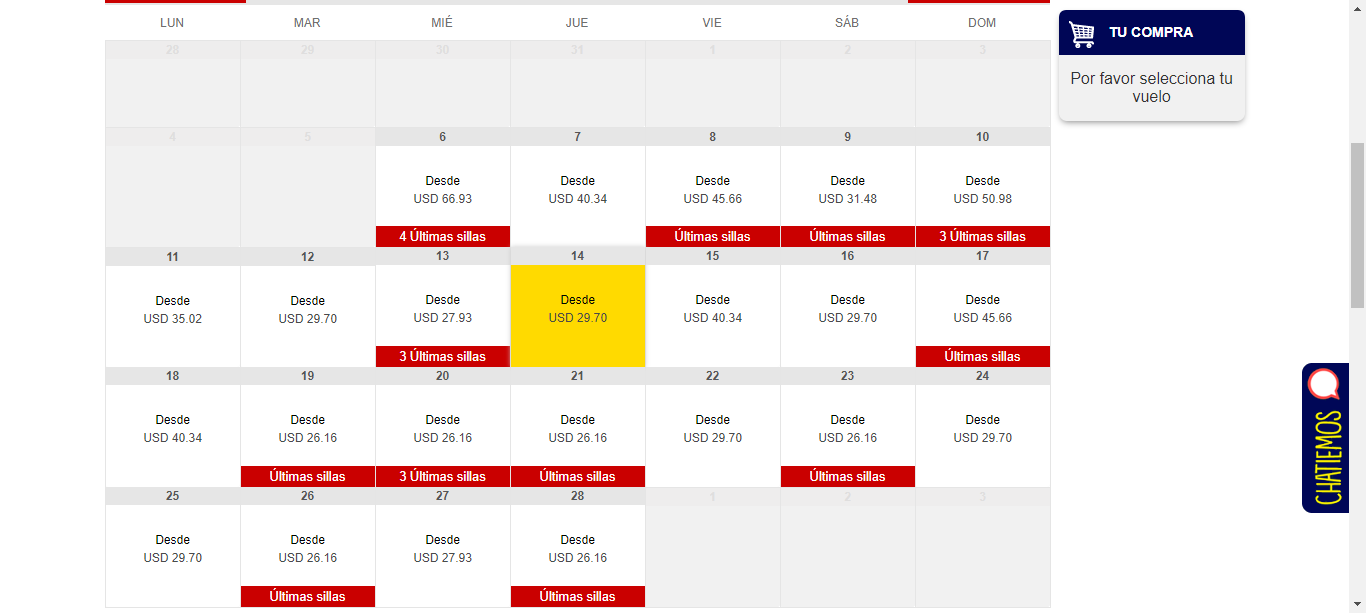 LUN MAR MIÉ JUE VIE SÁB DOM
TU COMPRA
Por favor selecciona tu
vuelo
28 29 30 31 1 2 3
4 5 6 7 8 9 10
Desde Desde Desde Desde Desde
USD 66.93 USD 40.34 USD 45.66 USD 31.48 USD 50.98
4 Últimas sillas Últimas sillas Últimas sillas 3 Últimas sillas
11 12 13 14 15 16 17
Desde Desde Desde Desde Desde Desde Desde
USD 35.02 USD 29.70 USD 27.93 USD 29.70 USD 40.34 USD 29.70 USD 45.66
3 Últimas sillas Últimas sillas
18 19 20 21 22 23 24
Desde Desde Desde Desde Desde Desde Desde
USD 40.34 USD 26.16 USD 26.16 USD 26.16 USD 29.70 USD 26.16 USD 29.70
Últimas sillas 3 Últimas sillas Últimas sillas Últimas sillas
25 26 27 28 1 2 3
Desde Desde Desde Desde
USD 29.70 USD 26.16 USD 27.93 USD 26.16
Últimas sillas Últimas sillas
CHATIEMOS